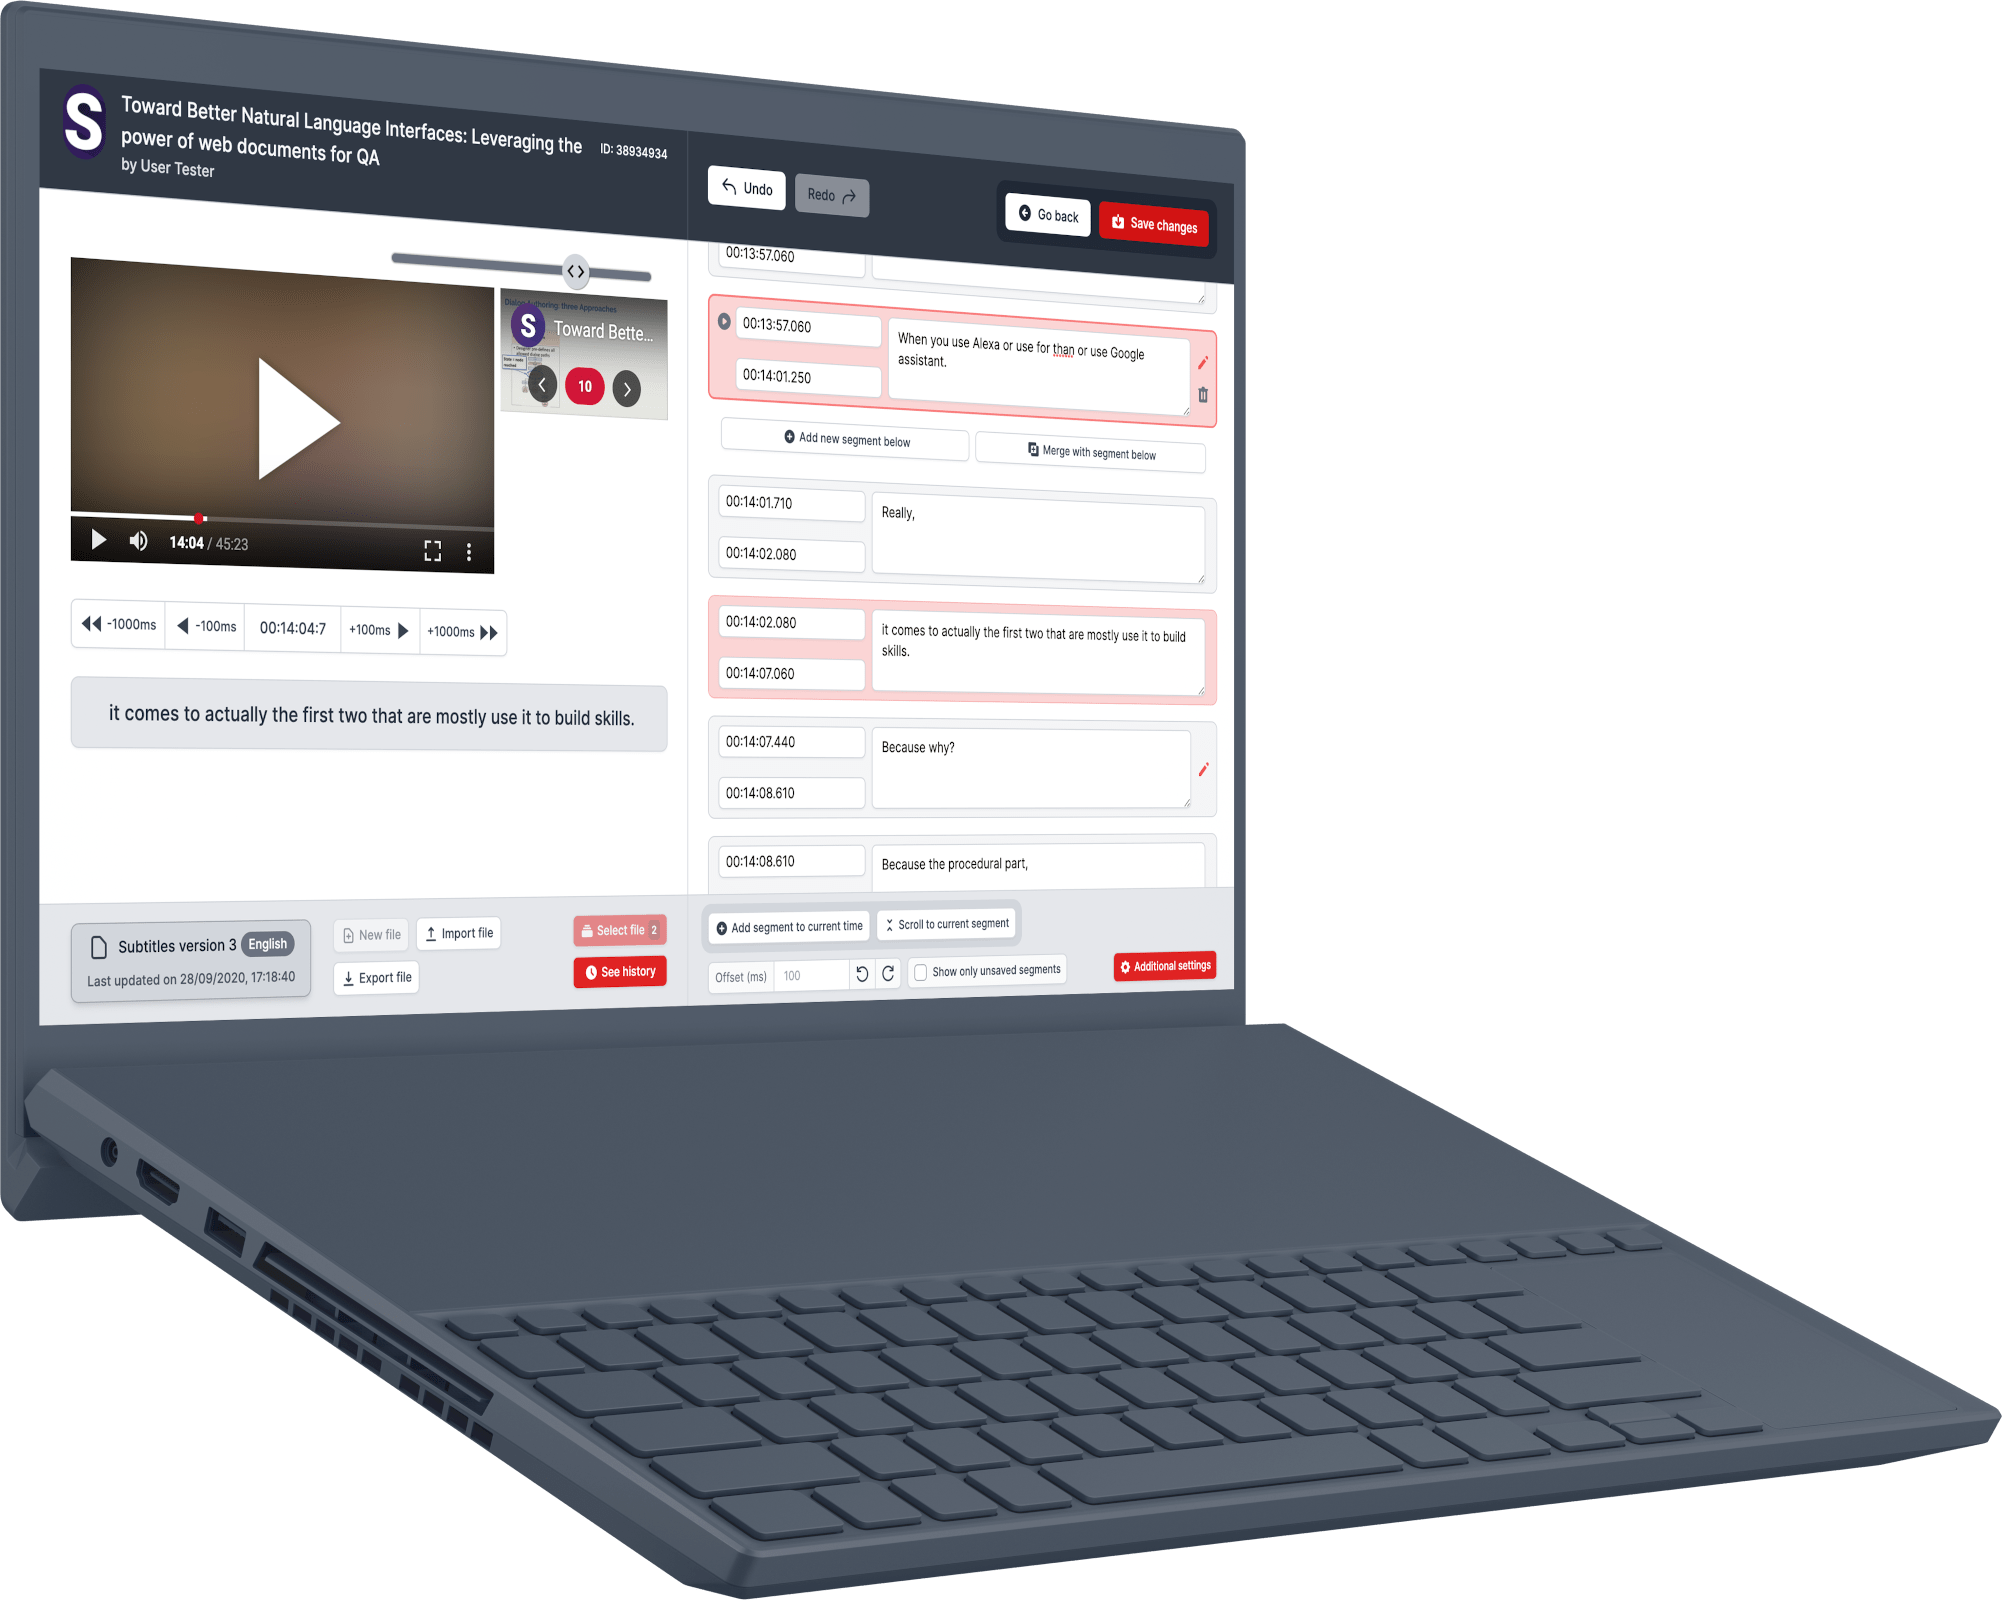 S
Toward Better Natural Language Interfaces: Leveraging the
power of web documents for QA
by User Tester
ID: 38934934
Undo
Redo
Go back
Save changes
Dialog Authoring: three Approaches
S
Toward Bette...
10
14:04 / 45:23
-1000ms
-100ms
00:14:04:7
+100ms
+1000ms
it comes to actually the first two that are mostly use it to build skills.
00:13:57.060
00:13:57.060
00:14:01.250
When you use Alexa or use for than or use Google
assistant.
Add new segment below
Merge with segment below
00:14:01.710
00:14:02.080
Really,
00:14:02.080
00:14:07.060
it comes to actually the first two that are mostly use it to build
skills.
00:14:07.440
00:14:08.610
Because why?
00:14:08.610
Because the procedural part,
Subtitles version 3 English
Last updated on 28/09/2020, 17:18:40
New file
Import file
Export file
Select file 2
See history
Add segment to current time
Scroll to current segment
Offset (ms)
100
Show only unsaved segments
Additional settings